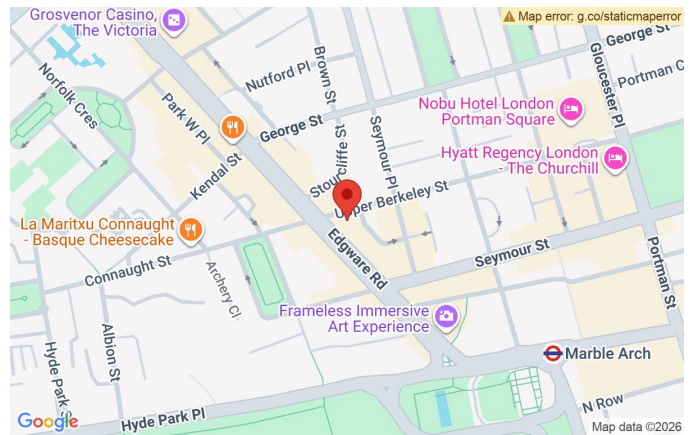 Grosvenor Casino,
The Victoria
Map error: g.co/staticmaperror
George St
Gloucester Pl
Portman C
Nutford Pl
Brown St
Norfolk Cres
Park W Pl
George St
Nobu Hotel London
Portman Square
Seymour Pl
Stourcliffe St
Kendal St
Hyatt Regency London
- The Churchill
Upper Berkeley St
La Maritxu Connaught
- Basque Cheesecake
Edgware Rd
Seymour St
Portman St
Connaught St
Archery Cl
Frameless Immersive
Art Experience
Albion St
Hyde Park S
Marble Arch
Hyde Park Pl
N Row
Google
Map data ©2026